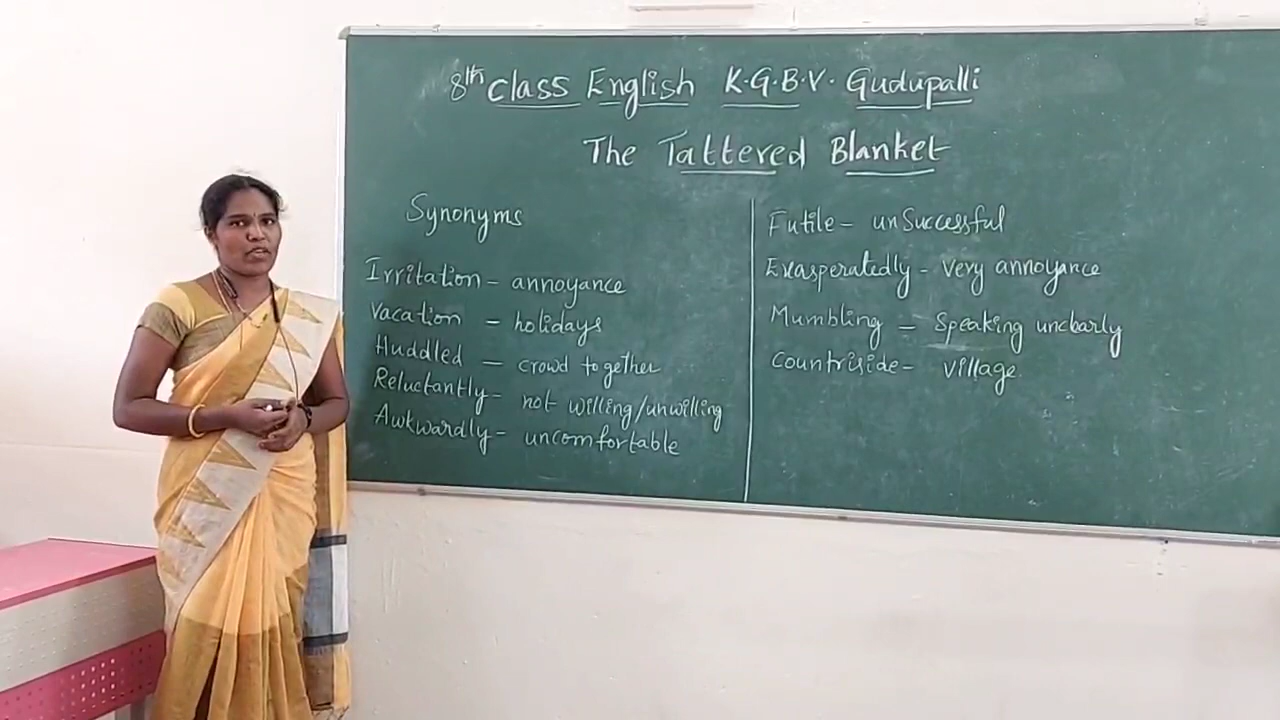 8th class English K.G.B.V. Gudupalli
The Tattered Blanket
Synonyms
Irritation - annoyance
Vacation - holidays
Huddled - crowd together
Reluctantly - not willing/unwilling
Awkwardly - uncomfortable
Futile - unsuccessful
Exasperatedly - very annoyance
Mumbling - Speaking unclearly
Countriside - village